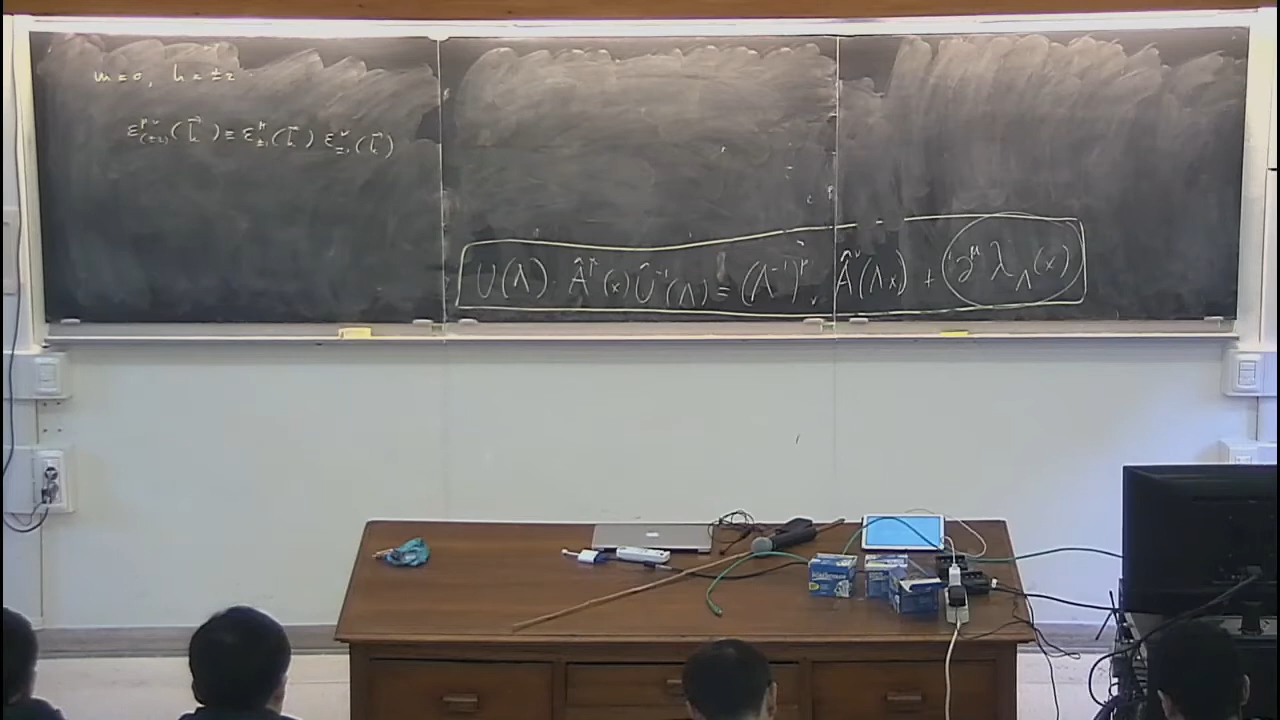 m = 0, h = ±2
ε^{μν}_{(±2)}(k⃗) = ε^μ_{±1}(k⃗) ε^ν_{±1}(k⃗)
U(Λ) Â^μ(x) Û^{-1}(Λ) = (Λ^{-1})^μ_ν Â^ν(Λx) + ∂^μ λ_Λ(x)